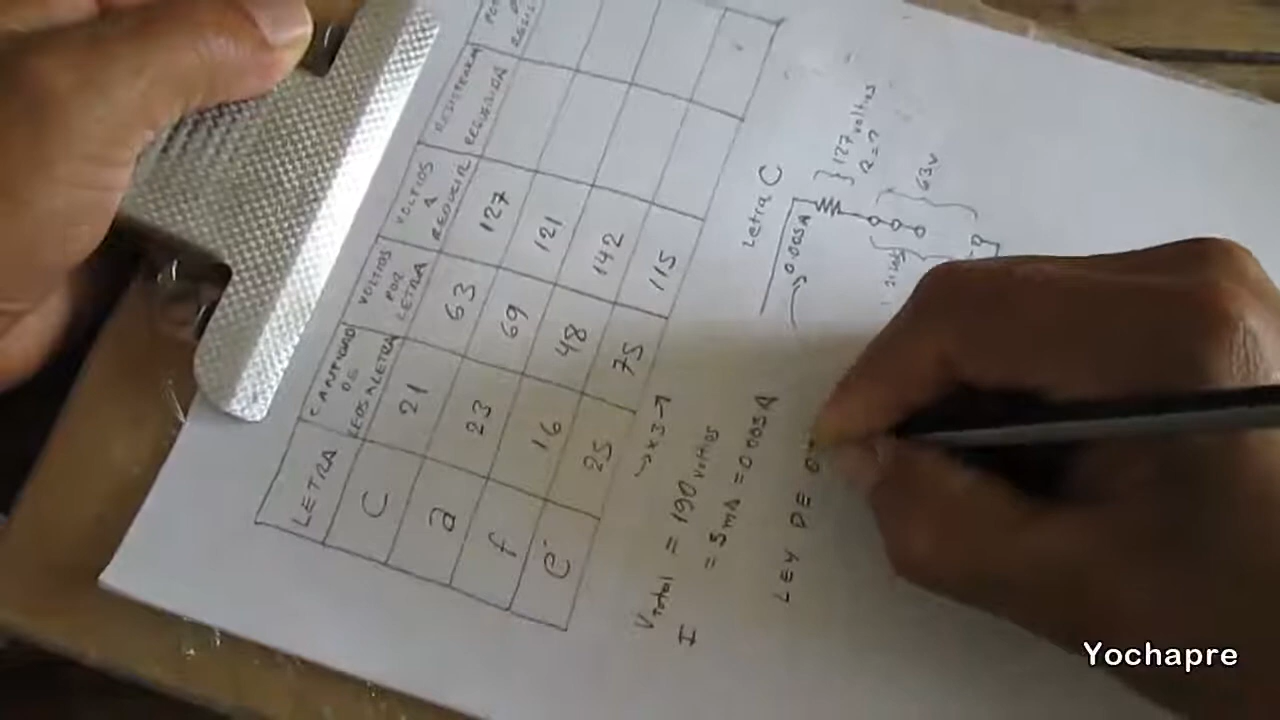 LETRA
CANTIDAD
DE
LEDS X LETRA
VOLTIOS
POR
LETRA
VOLTIOS
A
REDUCIR
RESISTENCIA
REQUERIDA
C 21 63 127
a 23 69 121
f 16 48 142
é 25 75 115
→ x3
V Total = 190 voltios
I = 5mA = 0.005A
Letra C
→ 0.005A
127 voltios
R = ?
63v
LEY DE
Yochapre